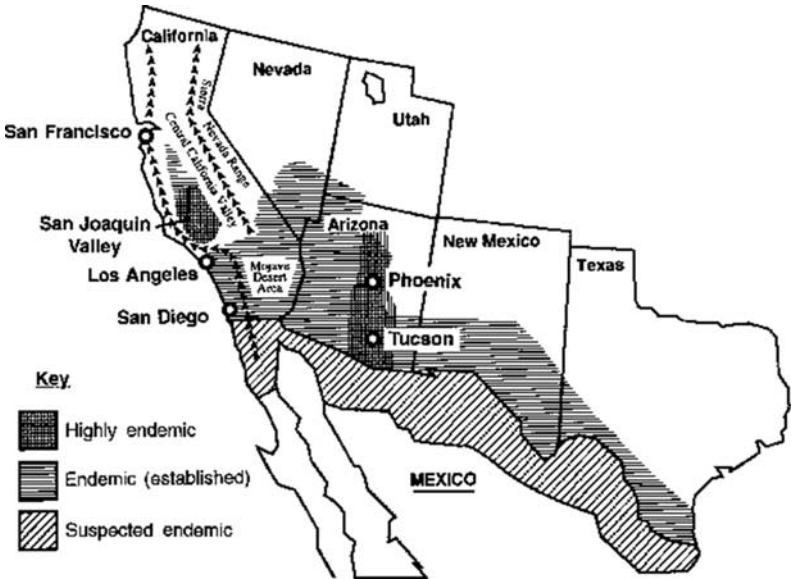 California
Nevada
Utah
San Francisco
Sierra
Nevada Range
Central California Valley
San Joaquin
Valley
Arizona
New Mexico
Texas
Los Angeles
Mojave
Desert
Area
Phoenix
San Diego
Tucson
Key
Highly endemic
Endemic (established)
MEXICO
Suspected endemic